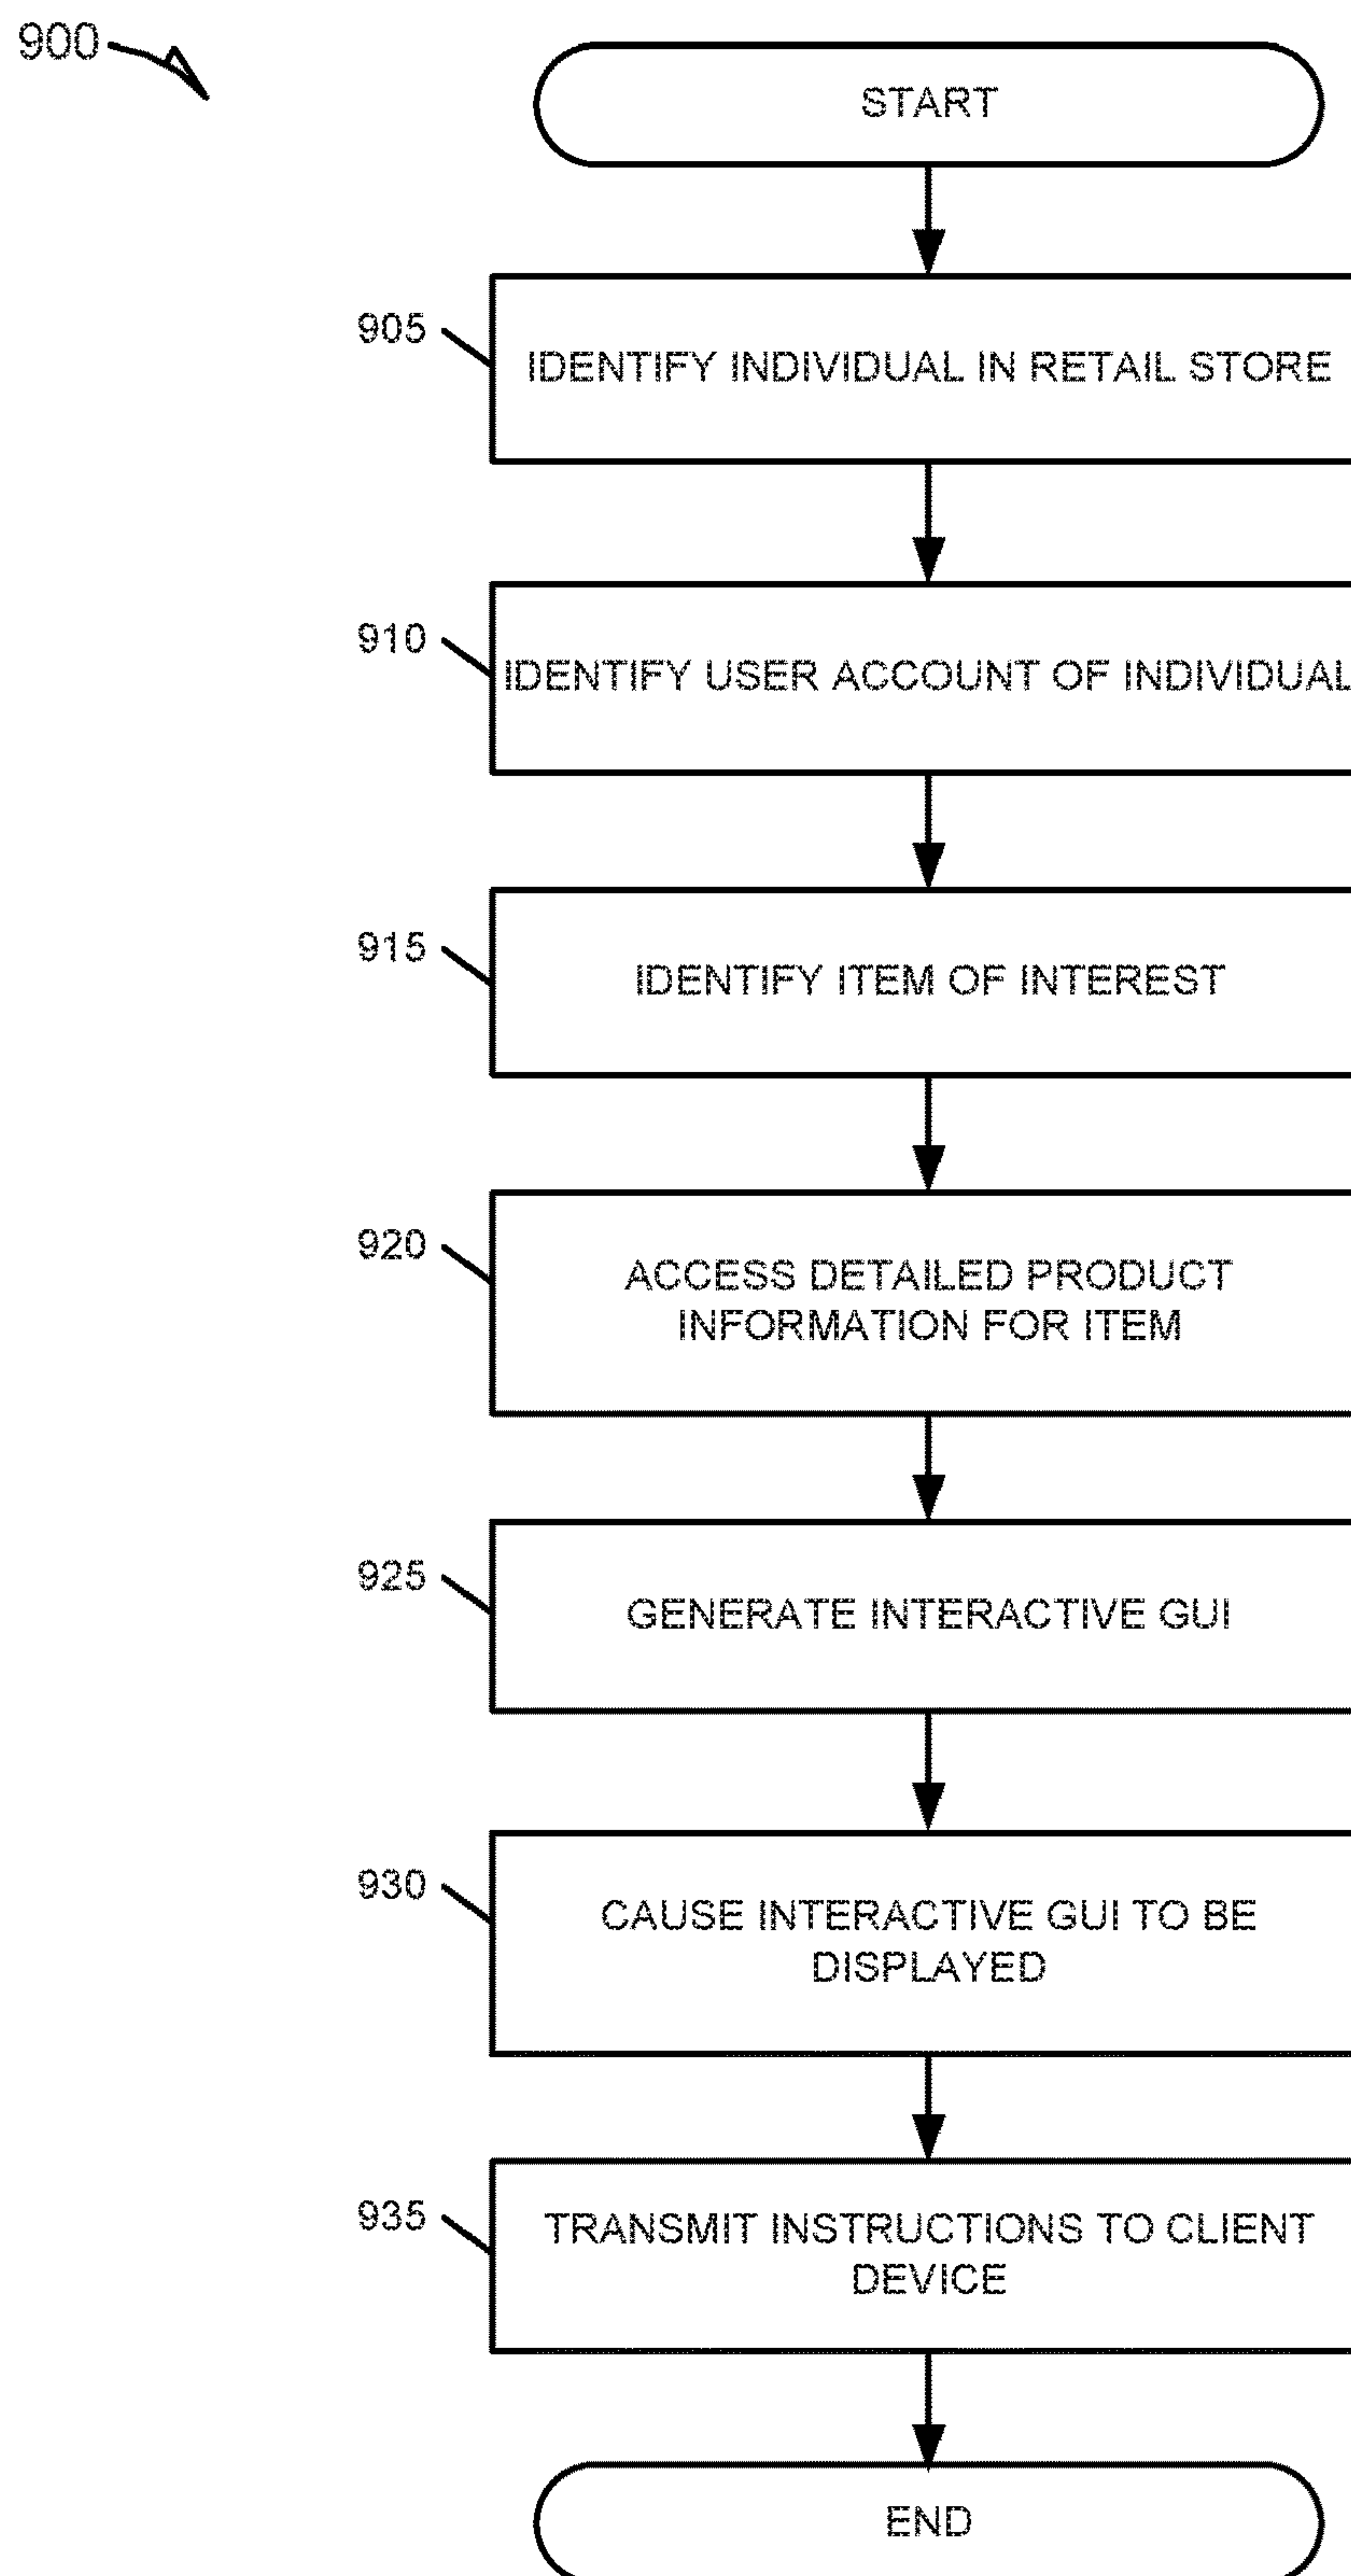 900
START
905
IDENTIFY INDIVIDUAL IN RETAIL STORE
910
IDENTIFY USER ACCOUNT OF INDIVIDUAL
915
IDENTIFY ITEM OF INTEREST
920
ACCESS DETAILED PRODUCT
INFORMATION FOR ITEM
925
GENERATE INTERACTIVE GUI
930
CAUSE INTERACTIVE GUI TO BE
DISPLAYED
935
TRANSMIT INSTRUCTIONS TO CLIENT
DEVICE
END